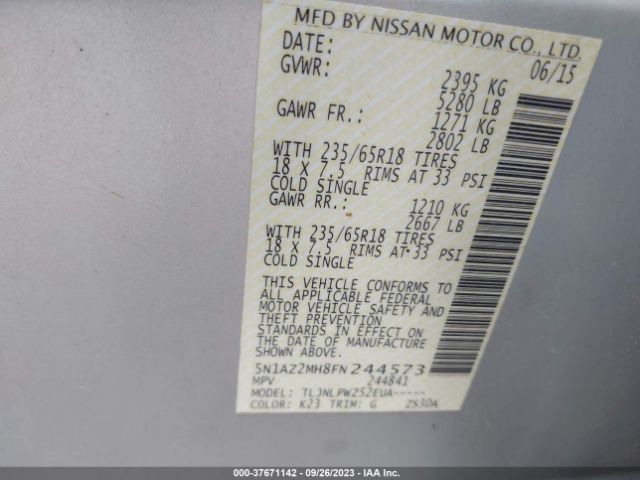 MFD BY NISSAN MOTOR CO., LTD.
DATE: 06/15
GVWR: 2395 KG
5280 LB
GAWR FR.: 1271 KG
2802 LB
WITH 235/65R18 TIRES
18 X 7.5 RIMS AT 33 PSI
COLD SINGLE
GAWR RR.: 1210 KG
2667 LB
WITH 235/65R18 TIRES
18 X 7.5 RIMS AT 33 PSI
COLD SINGLE
THIS VEHICLE CONFORMS TO
ALL APPLICABLE FEDERAL
MOTOR VEHICLE SAFETY AND
THEFT PREVENTION
STANDARDS IN EFFECT ON
THE DATE OF MANUFACTURE
SHOWN ABOVE.
5N1AZ2MH8FN244573
MPV 244841
MODEL: TLJNLPWZ52EUA-----
COLOR: K23 TRIM: G ZS30A
000-37671142 - 09/26/2023 - IAA Inc.